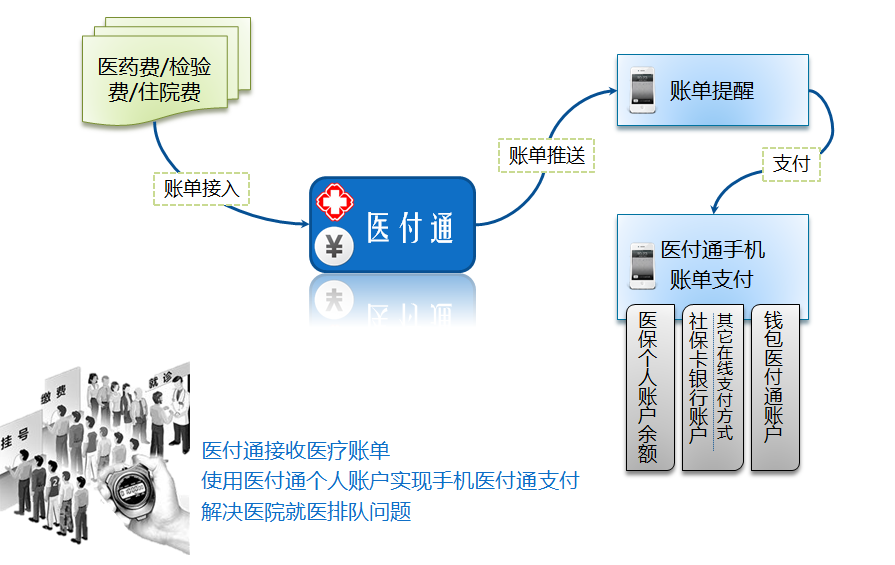 医药费/检验
费/住院费
账单接入
医付通
¥
账单推送
账单提醒
支付
医付通手机
账单支付
医保个人账户余额
社保卡银行账户
其它在线支付方式
钱包医付通账户
挂号
缴费
就诊
医付通接收医疗账单
使用医付通个人账户实现手机医付通支付
解决医院就医排队问题